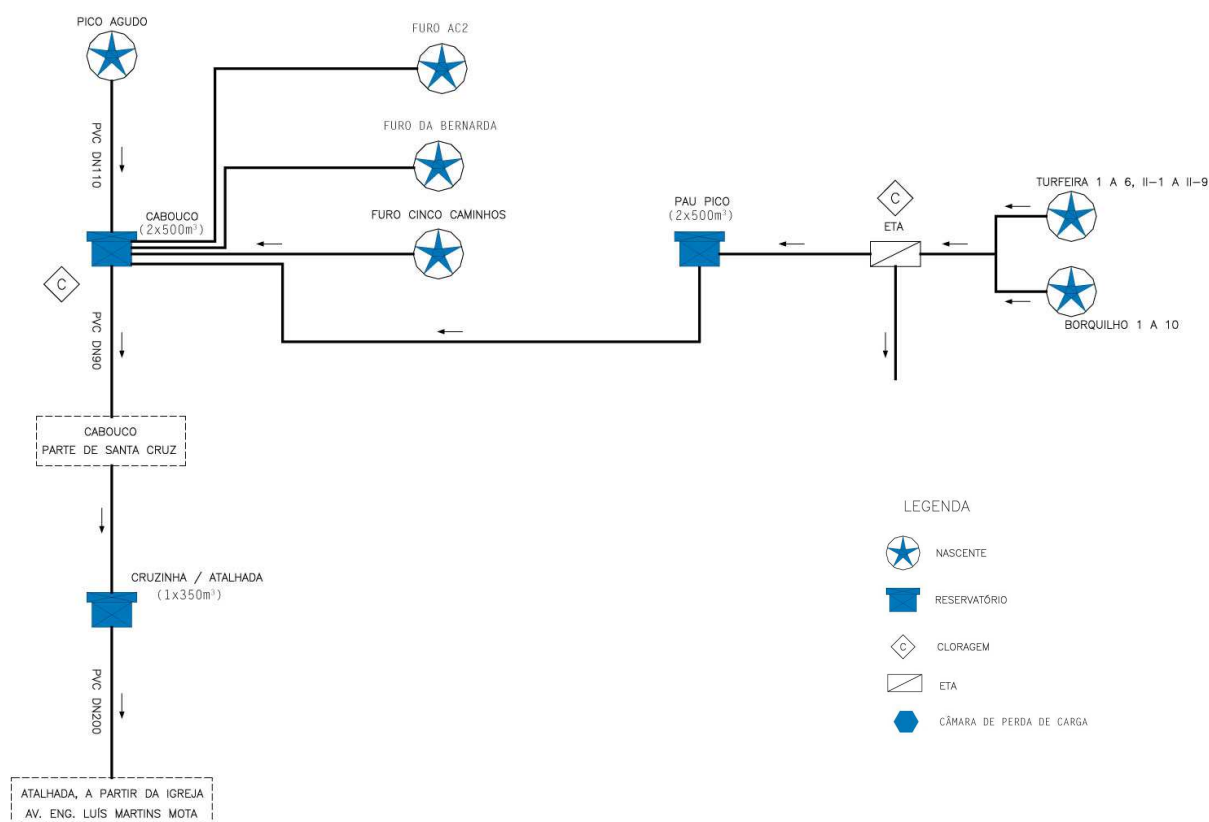 PICO AGUDO
FURO AC2
PVC DN110
FURO DA BERNARDA
CABOUCO
(2x500m³)
FURO CINCO CAMINHOS
PAU PICO
(2x500m³)
C
ETA
TURFEIRA 1 A 6, II-1 A II-9
BORQUILHO 1 A 10
C
PVC DN90
CABOUCO
PARTE DE SANTA CRUZ
CRUZINHA / ATALHADA
(1x350m³)
PVC DN200
ATALHADA, A PARTIR DA IGREJA
AV. ENG. LUÍS MARTINS MOTA
LEGENDA
NASCENTE
RESERVATÓRIO
C
CLORAGEM
ETA
CÂMARA DE PERDA DE CARGA